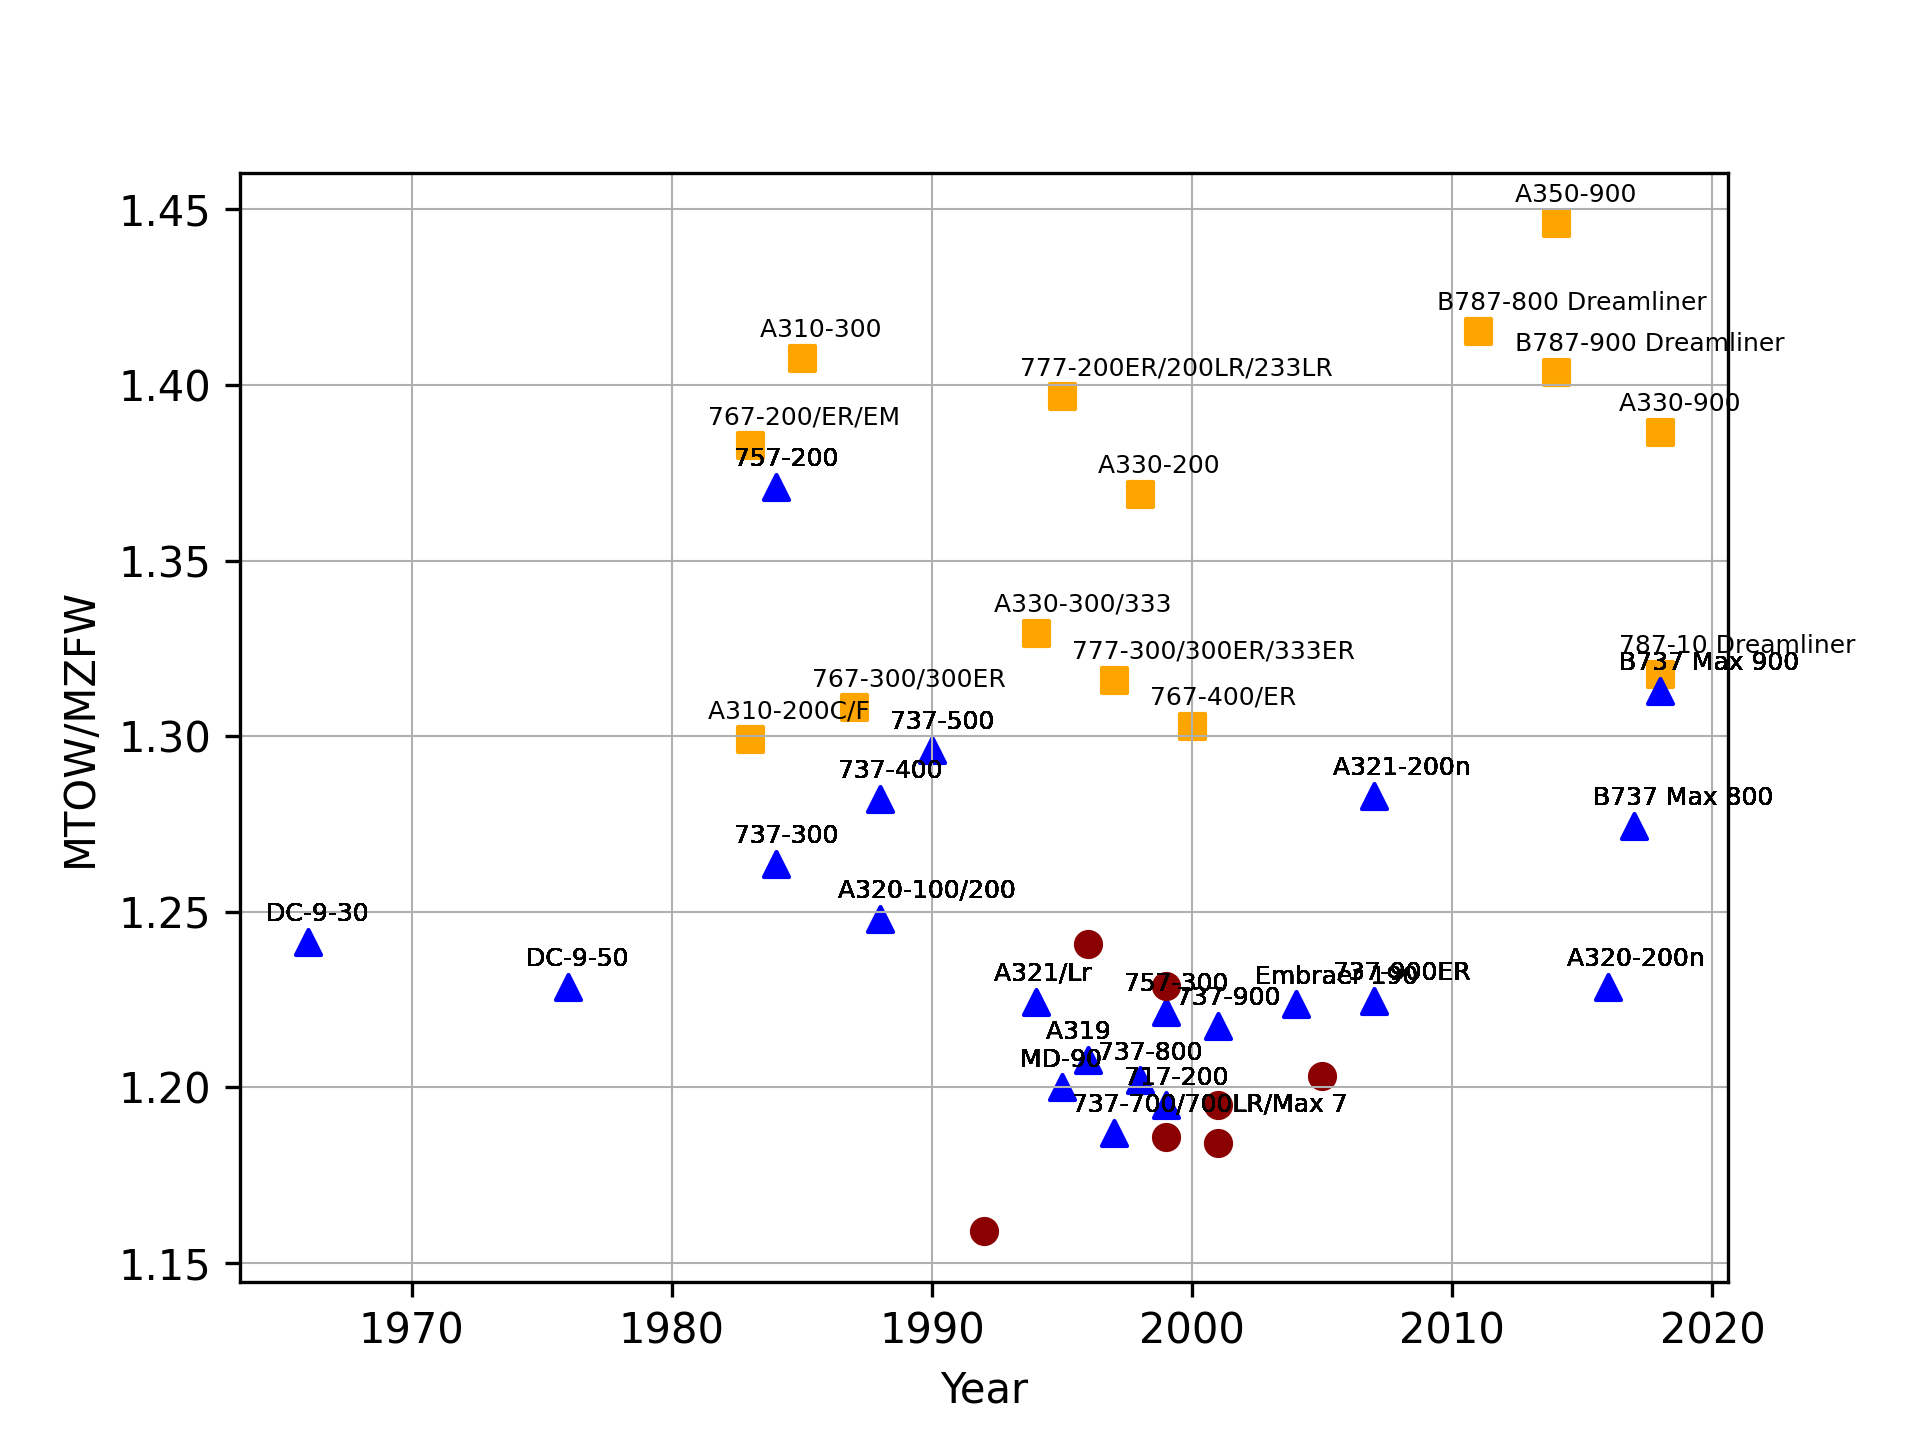 A350-900
1.45
B787-800 Dreamliner
A310-300
B787-900 Dreamliner
777-200ER/200LR/233LR
1.40
A330-900
767-200/ER/EM
757-200
A330-200
1.35
A330-300/333
787-10 Dreamliner
777-300/300ER/333ER
B737 Max 900
767-300/300ER
767-400/ER
A310-200C/F
737-500
1.30
737-400
A321-200n
B737 Max 800
737-300
A320-100/200
DC-9-30
1.25
DC-9-50
A320-200n
A321/Lr
Embraer 190
737-900ER
757-300
737-900
A319
737-800
MD-90
717-200
1.20
737-700/700LR/Max 7
1.15
MTOW/MZFW
1970 1980 1990 2000 2010 2020
Year